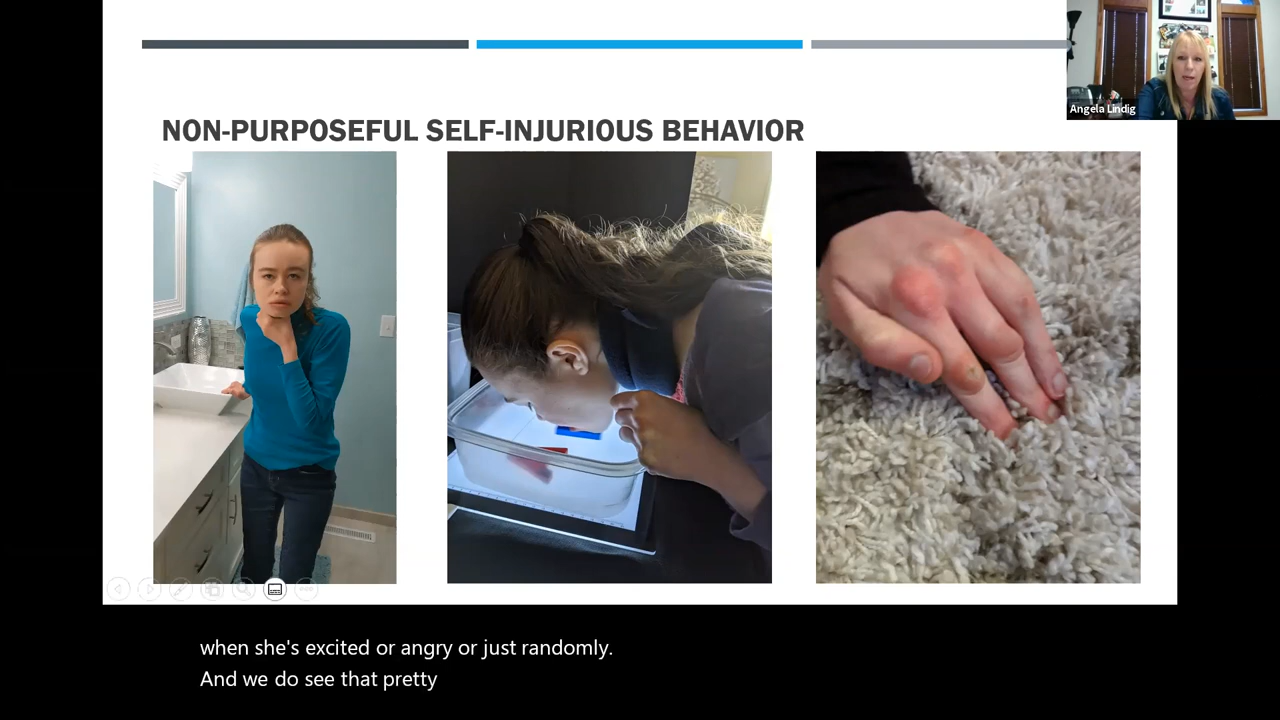 Angela Lindig
NON-PURPOSEFUL SELF-INJURIOUS BEHAVIOR
when she's excited or angry or just randomly.
And we do see that pretty